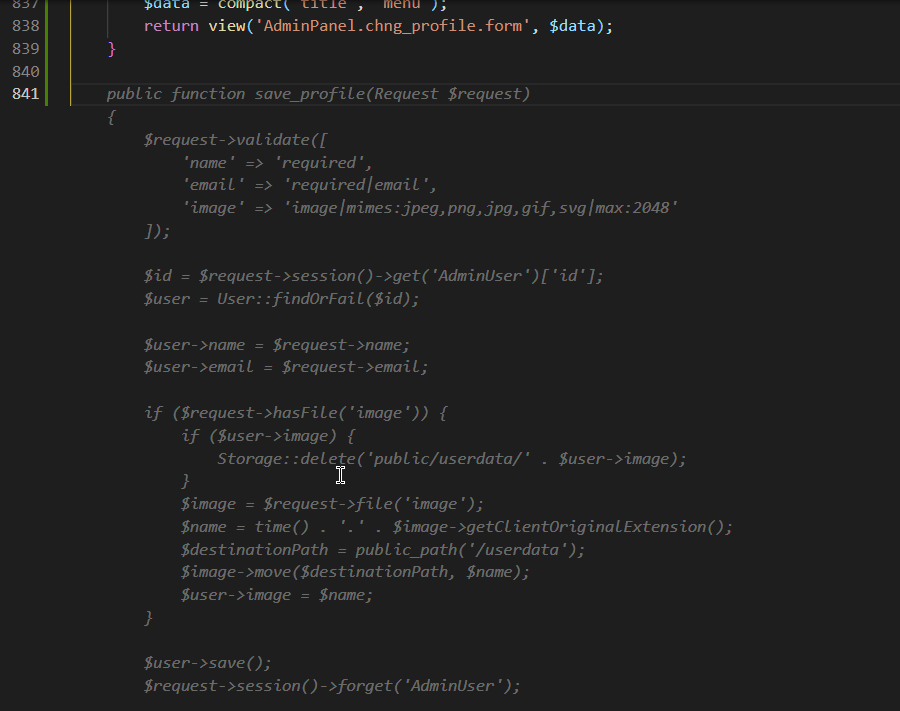 837 $data = compact('title', 'menu');
838 return view('AdminPanel.chng_profile.form', $data);
839 }
840
841 public function save_profile(Request $request)
{
$request->validate([
'name' => 'required',
'email' => 'required|email',
'image' => 'image|mimes:jpeg,png,jpg,gif,svg|max:2048'
]);
$id = $request->session()->get('AdminUser')['id'];
$user = User::findOrFail($id);
$user->name = $request->name;
$user->email = $request->email;
if ($request->hasFile('image')) {
if ($user->image) {
Storage::delete('public/userdata/' . $user->image);
}
$image = $request->file('image');
$name = time() . '.' . $image->getClientOriginalExtension();
$destinationPath = public_path('/userdata');
$image->move($destinationPath, $name);
$user->image = $name;
}
$user->save();
$request->session()->forget('AdminUser');